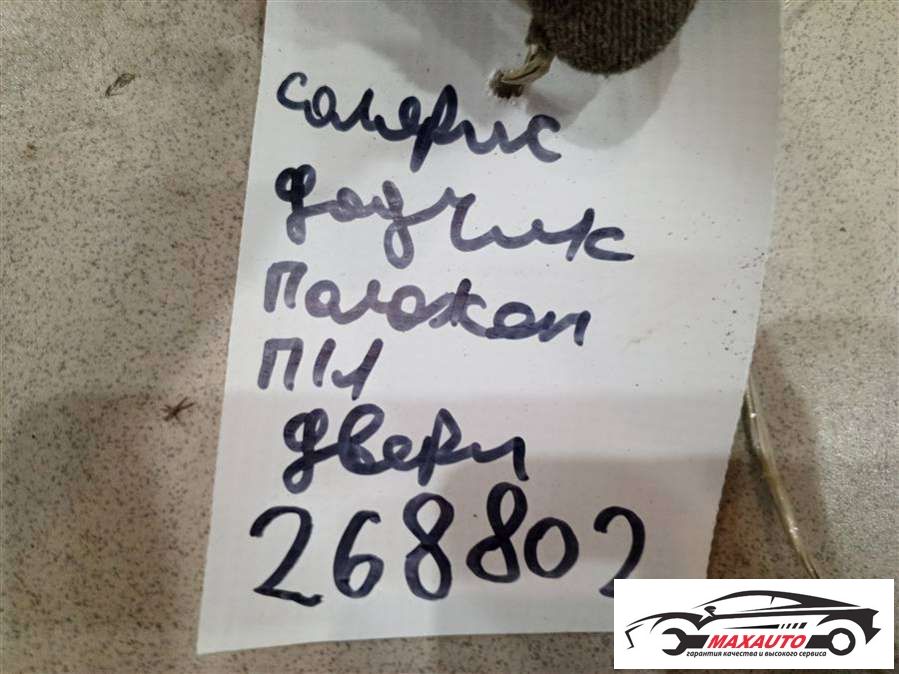 солярис
датчик
положен
П/Л
двери
268802
MAXAUTO
гарантия качества и высокого сервиса